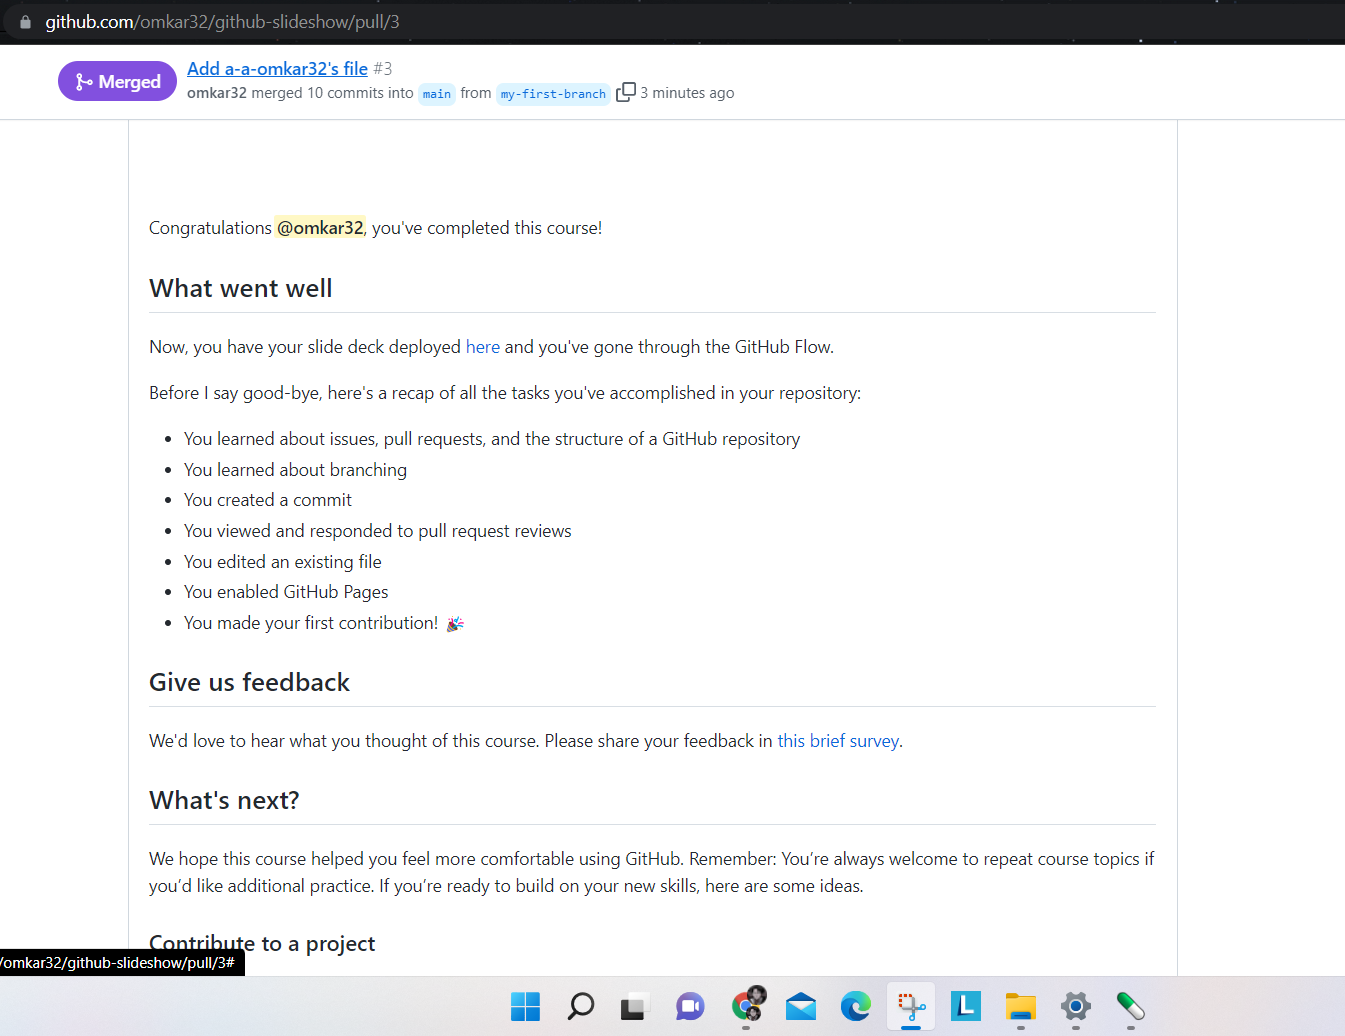 github.com/omkar32/github-slideshow/pull/3
Merged
Add a-a-omkar32's file #3
omkar32 merged 10 commits into main from my-first-branch 3 minutes ago
Congratulations @omkar32, you've completed this course!
What went well
Now, you have your slide deck deployed here and you've gone through the GitHub Flow.
Before I say good-bye, here's a recap of all the tasks you've accomplished in your repository:
• You learned about issues, pull requests, and the structure of a GitHub repository
• You learned about branching
• You created a commit
• You viewed and responded to pull request reviews
• You edited an existing file
• You enabled GitHub Pages
• You made your first contribution! 🎉
Give us feedback
We'd love to hear what you thought of this course. Please share your feedback in this brief survey.
What's next?
We hope this course helped you feel more comfortable using GitHub. Remember: You’re always welcome to repeat course topics if
you’d like additional practice. If you’re ready to build on your new skills, here are some ideas.
Contribute to a project
/omkar32/github-slideshow/pull/3#
L